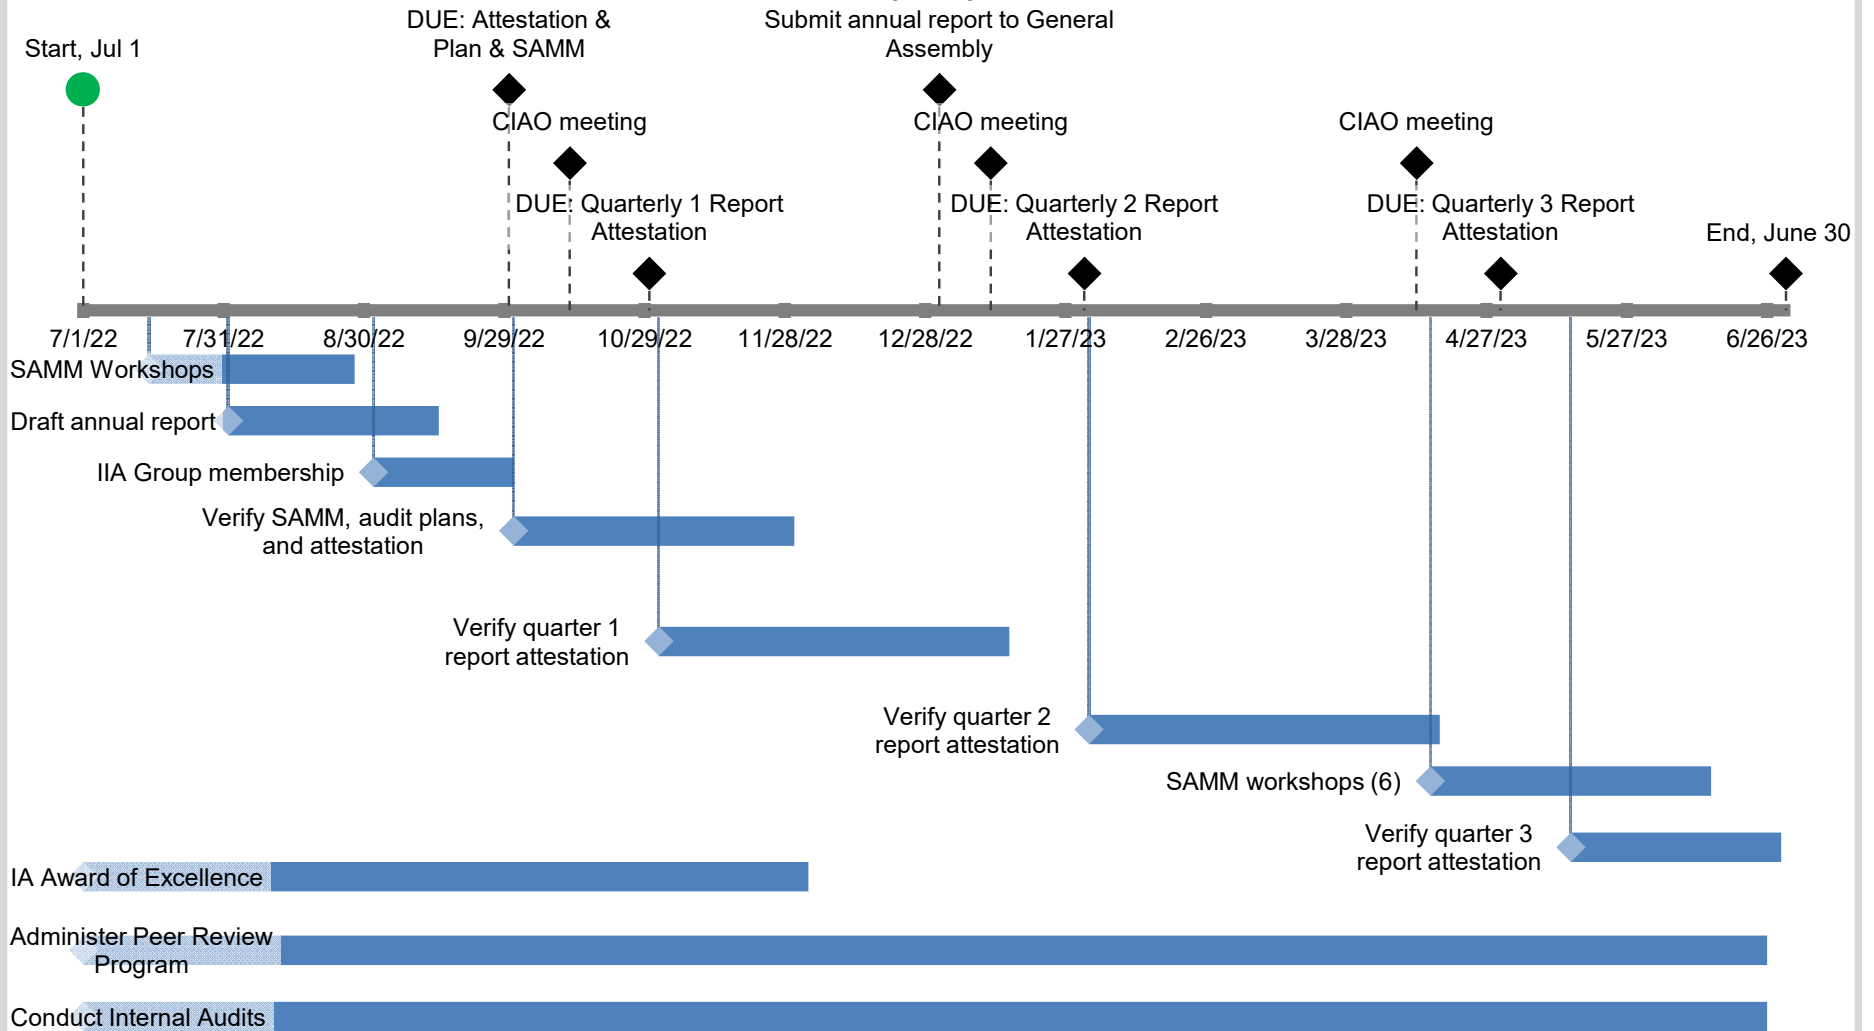 DUE: Attestation &
Plan & SAMM
Submit annual report to General
Assembly
Start, Jul 1
CIAO meeting
CIAO meeting
CIAO meeting
DUE: Quarterly 1 Report
Attestation
DUE: Quarterly 2 Report
Attestation
DUE: Quarterly 3 Report
Attestation
End, June 30
7/1/22 7/31/22 8/30/22 9/29/22 10/29/22 11/28/22 12/28/22 1/27/23 2/26/23 3/28/23 4/27/23 5/27/23 6/26/23
SAMM Workshops
Draft annual report
IIA Group membership
Verify SAMM, audit plans,
and attestation
Verify quarter 1
report attestation
Verify quarter 2
report attestation
SAMM workshops (6)
Verify quarter 3
report attestation
IA Award of Excellence
Administer Peer Review
Program
Conduct Internal Audits